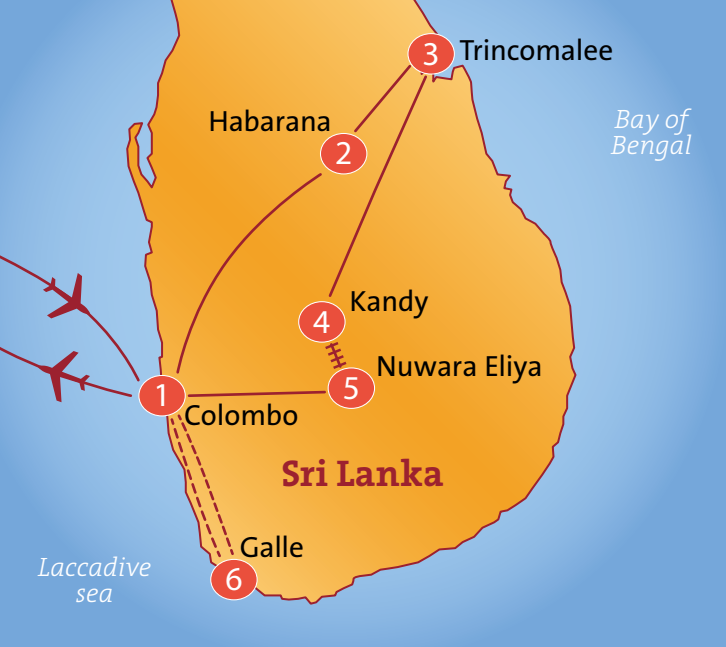 3 Trincomalee
Habarana
2
Bay of
Bengal
Kandy
4
Nuwara Eliya
5
1
Colombo
Sri Lanka
Galle
6
Laccadive
sea